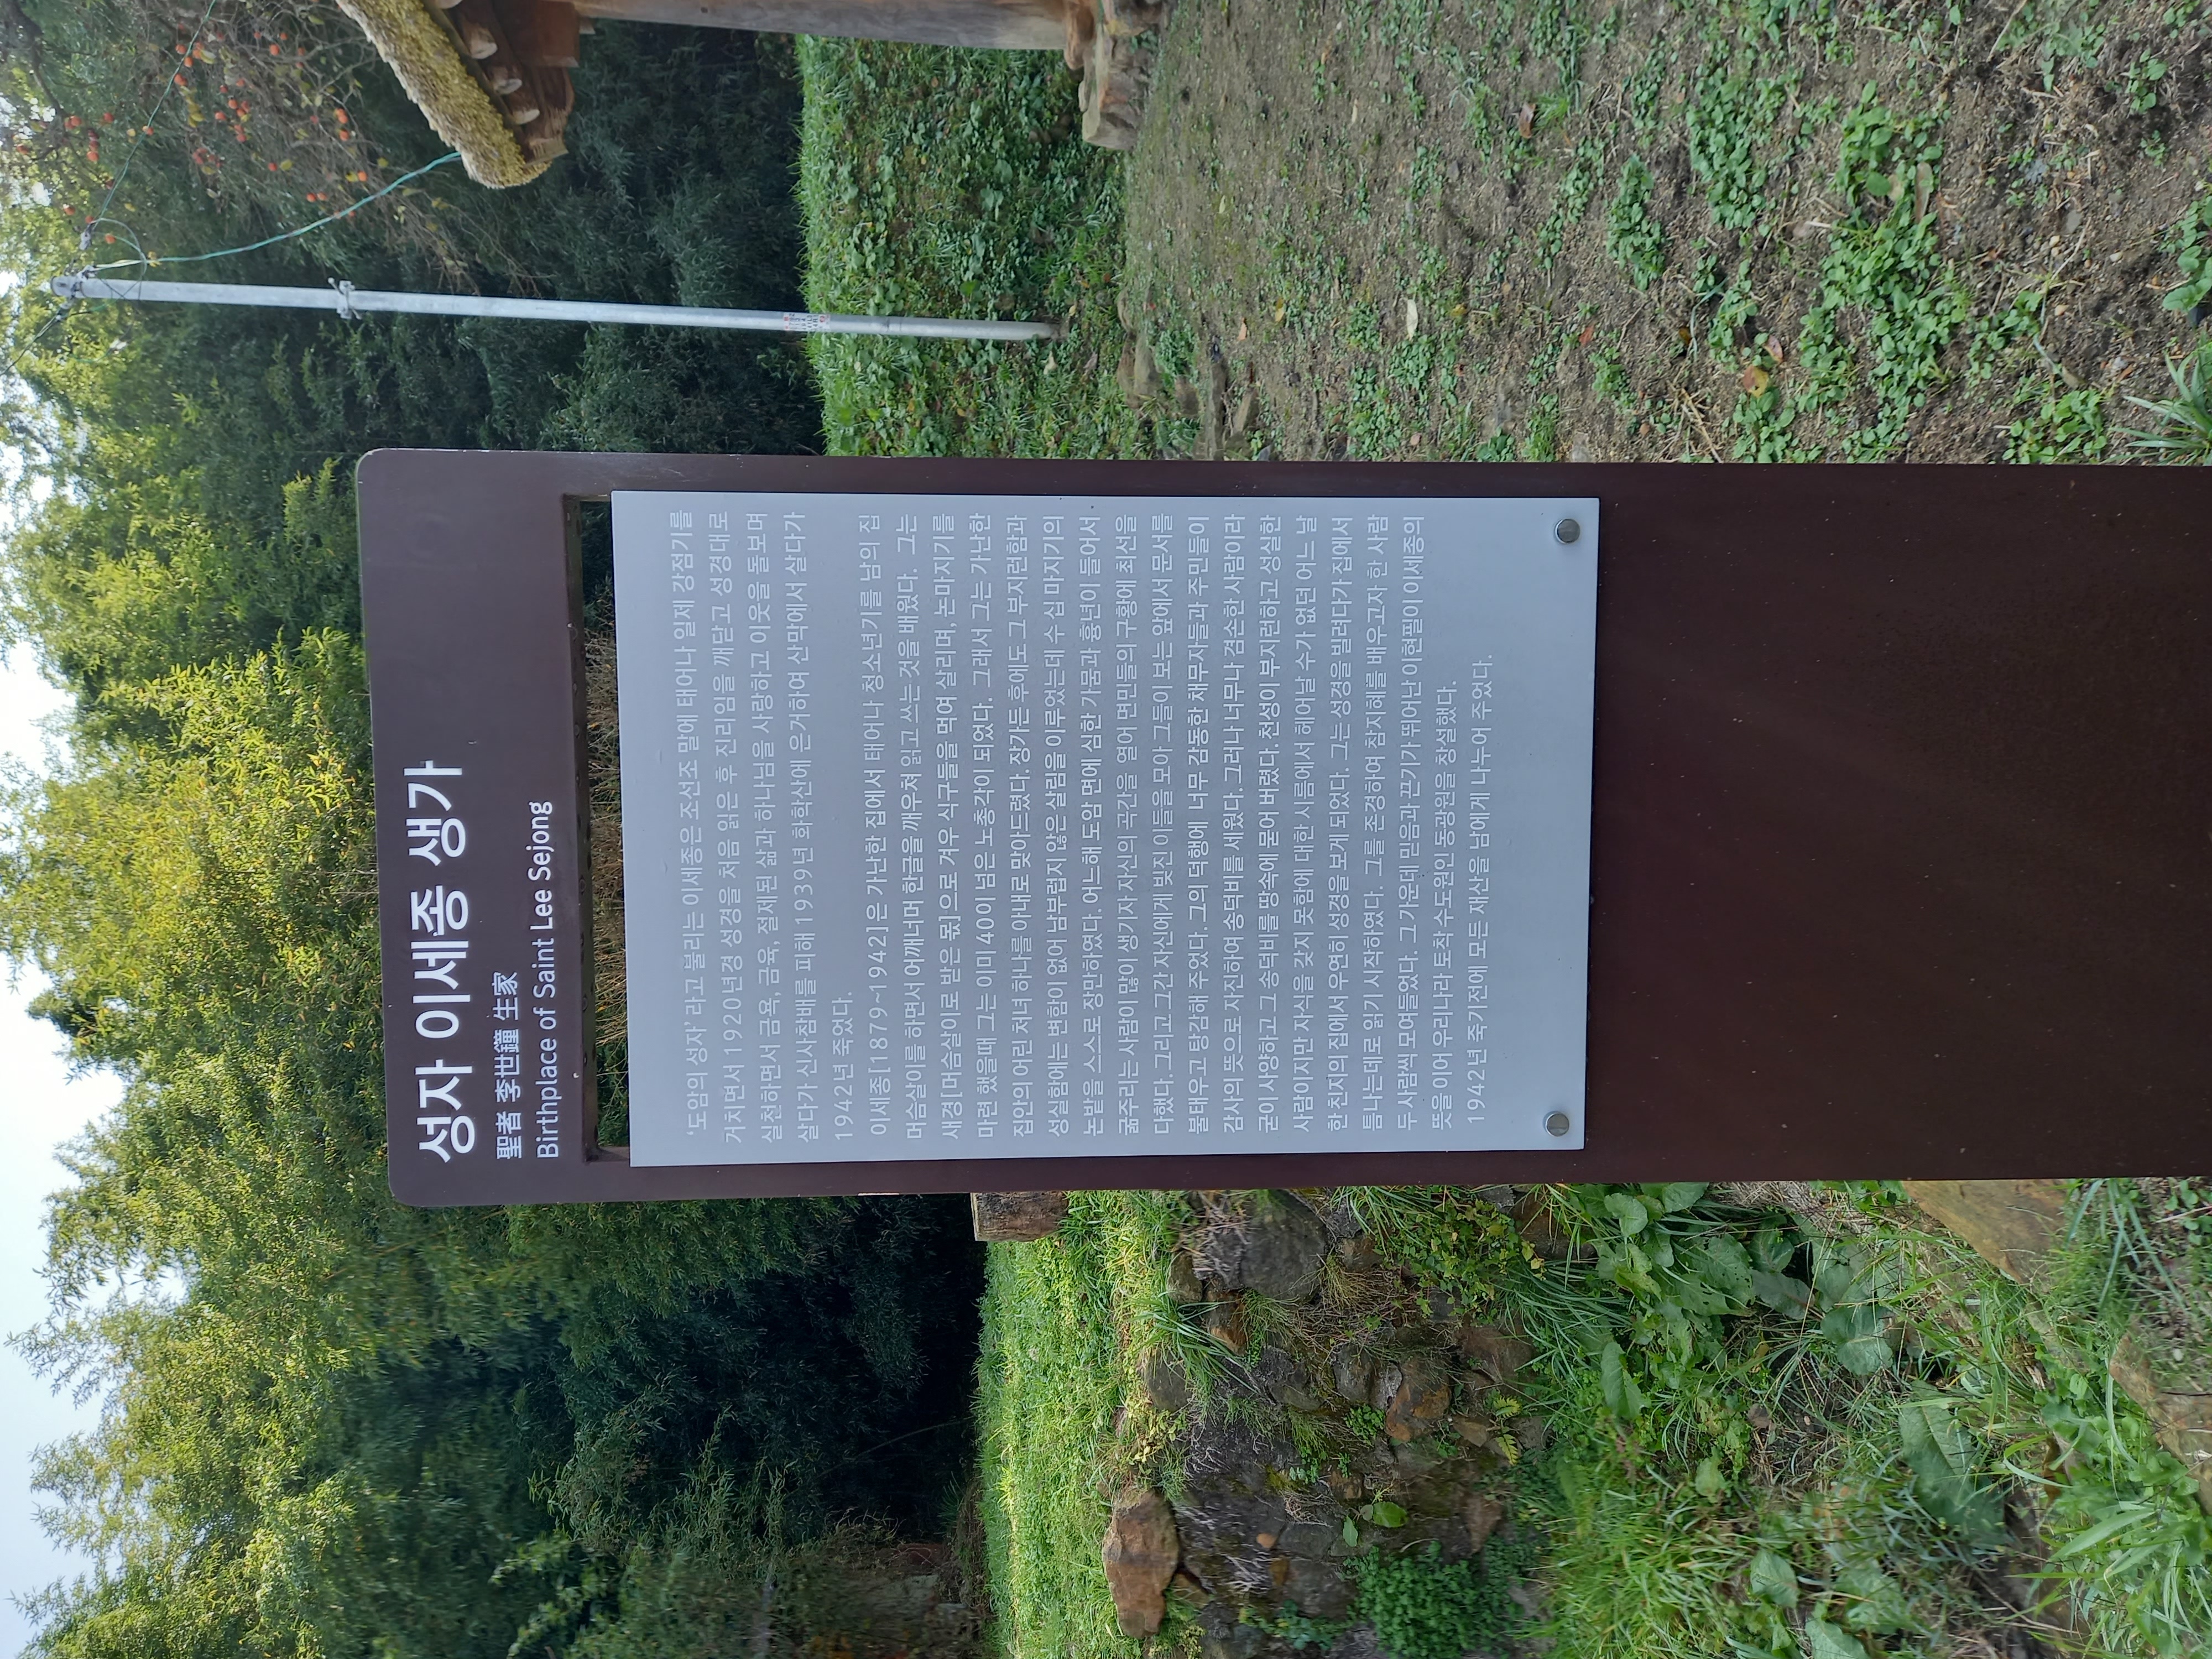 성자 이세종 생가
聖者 李世鐘 生家
Birthplace of Saint Lee Sejong
'도암의 성자' 라고 불리는 이세종은 조선조 말에 태어나 일제 강점기를
거치면서 1920년경 성경을 처음 읽은 후 진리임을 깨닫고 성경대로
실천하면서 금욕, 금육, 절제된 삶과 하나님을 사랑하고 이웃을 돌보며
살다가 신사참배를 피해 1939년 화학산에 은거하여 산막에서 살다가
1942년 죽었다.
이세종[1879~1942]은 가난한 집에서 태어나 청소년기를 남의 집
머슴살이를 하면서 어깨너머 한글을 깨우쳐 읽고 쓰는 것을 배웠다. 그는
새경[머슴살이로 받은 몫]으로 겨우 식구들을 먹여 살리며, 논마지기를
마련 했을때 그는 이미 40이 넘은 노총각이 되었다. 그래서 그는 가난한
집안의 어린 처녀 하나를 아내로 맞아드렸다. 장가든 후에도 그 부지런함과
성실함에는 변함이 없어 남부럽지 않은 살림을 이루었는데 수 십 마지기의
논밭을 스스로 장만하였다. 어느해 도암 면에 심한 가뭄과 흉년이 들어서
굶주리는 사람이 많이 생기자 자신의 곡간을 열어 면민들의 구황에 최선을
다했다. 그리고 그간 자신에게 빚진 이들을 모아 그들이 보는 앞에서 문서를
불태우고 탕감해 주었다. 그의 덕행에 너무 감동한 채무자들과 주민들이
감사의 뜻으로 자진하여 송덕비를 세웠다. 그러나 너무나 겸손한 사람이라
굳이 사양하고 그 송덕비를 땅속에 묻어 버렸다. 천성이 부지런하고 성실한
사람이지만 자식을 갖지 못함에 대한 시름에서 헤어날 수가 없던 어느 날
한 친지의 집에서 우연히 성경을 보게 되었다. 그는 성경을 빌려다가 집에서
틈나는데로 읽기 시작하였다. 그를 존경하여 참지혜를 배우고자 한 사람
두 사람씩 모여들었다. 그 가운데 믿음과 끈기가 뛰어난 이현필이 이세종의
뜻을 이어 우리나라 토착 수도원인 동광원을 창설했다.
1942년 죽기전에 모든 재산을 남에게 나누어 주었다.